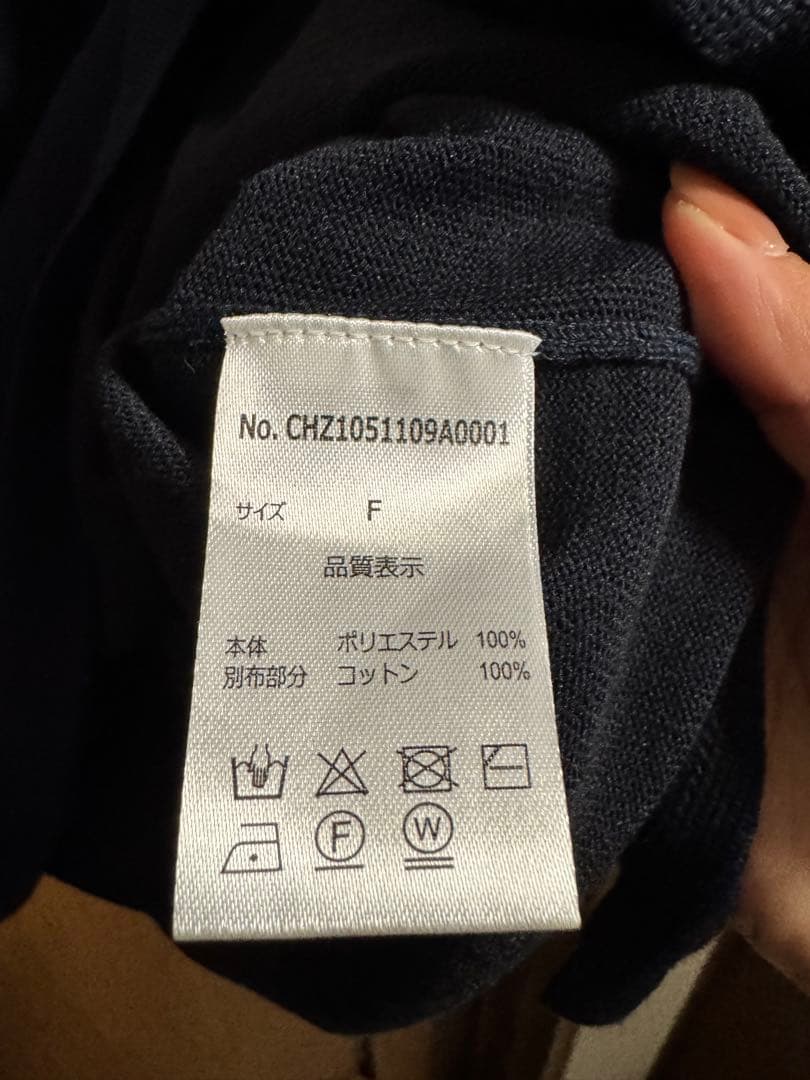 No. CHZ1051109A0001
サイズ F
品質表示
本体 ポリエステル 100%
別布部分 コットン 100%
F W